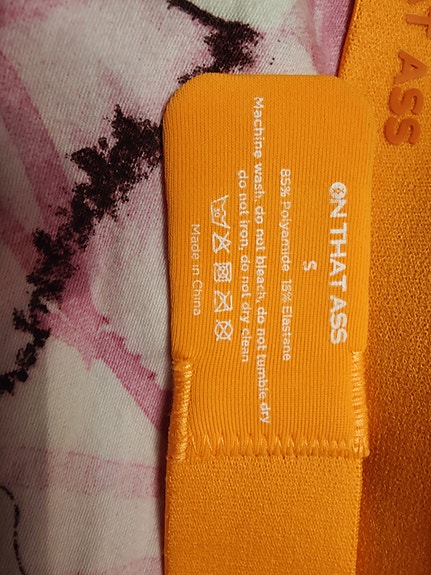 ON THAT ASS
S
85% Polyamide 15% Elastane
Machine wash, do not bleach, do not tumble dry
do not iron, do not dry clean
30
Made in China
T ASS